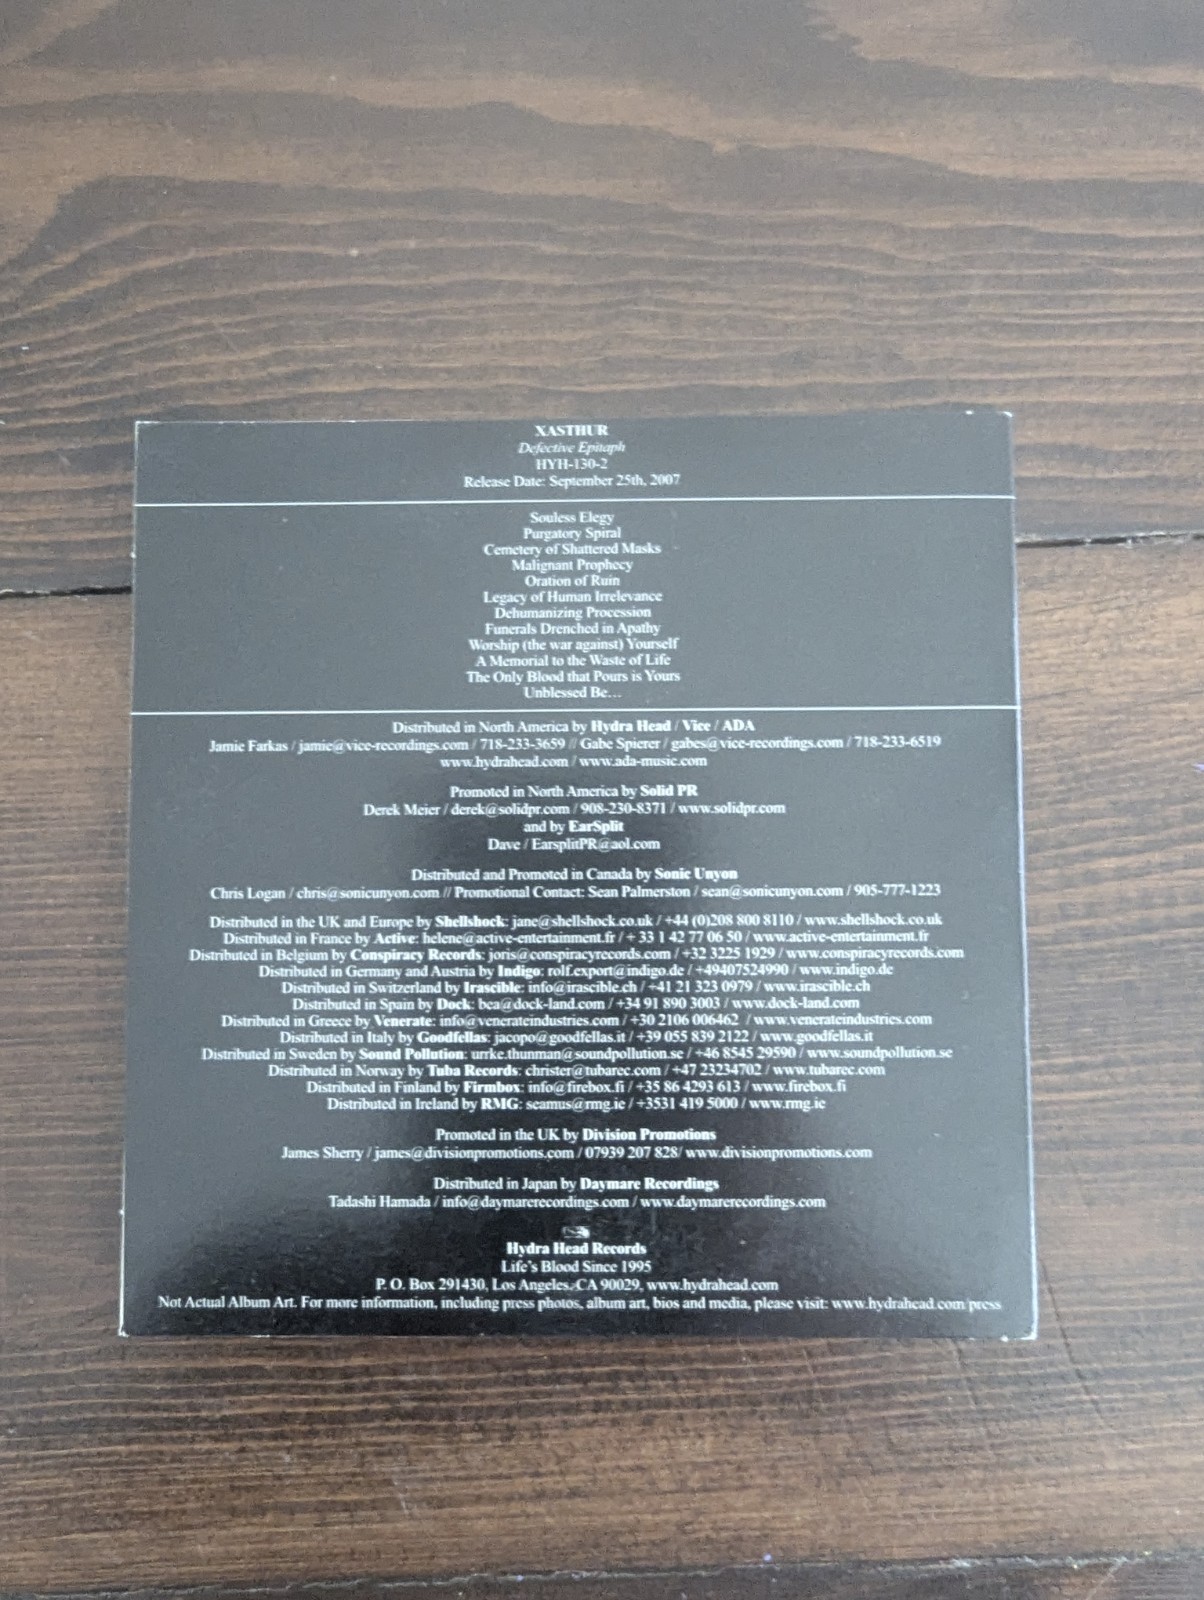 XASTHUR
Defective Epitaph
HYH-130-2
Release Date: September 25th, 2007
Souless Elegy
Purgatory Spiral
Cemetery of Shattered Masks
Malignant Prophecy
Oration of Ruin
Legacy of Human Irrelevance
Dehumanizing Procession
Funerals Drenched in Apathy
Worship (the war against) Yourself
A Memorial to the Waste of Life
The Only Blood that Pours is Yours
Unblessed Be…
Distributed in North America by Hydra Head / Vice / ADA
Jamie Farkas / jamie@vice-recordings.com / 718-233-3659 // Gabe Spierer / gabes@vice-recordings.com / 718-233-6519
www.hydrahead.com / www.ada-music.com
Promoted in North America by Solid PR
Derek Meier / derek@solidpr.com / 908-230-8371 / www.solidpr.com
and by EarSplit
Dave / EarsplitPR@aol.com
Distributed and Promoted in Canada by Sonic Unyon
Chris Logan / chris@sonicunyon.com // Promotional Contact: Sean Palmerston / sean@sonicunyon.com / 905-777-1223
Distributed in the UK and Europe by Shellshock: jane@shellshock.co.uk / +44 (0)208 800 8110 / www.shellshock.co.uk
Distributed in France by Active: helene@active-entertainment.fr / + 33 1 42 77 06 50 / www.active-entertainment.fr
Distributed in Belgium by Conspiracy Records: joris@conspiracyrecords.com / +32 3225 1929 / www.conspiracyrecords.com
Distributed in Germany and Austria by Indigo: rolf.export@indigo.de / +49407524990 / www.indigo.de
Distributed in Switzerland by Irascible: info@irascible.ch / +41 21 323 0979 / www.irascible.ch
Distributed in Spain by Dock: bea@dock-land.com / +34 91 890 3003 / www.dock-land.com
Distributed in Greece by Venerate: info@venerateindustries.com / +30 2106 006462 / www.venerateindustries.com
Distributed in Italy by Goodfellas: jacopo@goodfellas.it / +39 055 839 2122 / www.goodfellas.it
Distributed in Sweden by Sound Pollution: urrke.thunman@soundpollution.se / +46 8545 29590 / www.soundpollution.se
Distributed in Norway by Tuba Records: christer@tubarec.com / +47 23234702 / www.tubarec.com
Distributed in Finland by Firmbox: info@firebox.fi / +35 86 4293 613 / www.firebox.fi
Distributed in Ireland by RMG: seamus@rmg.ie / +3531 419 5000 / www.rmg.ie
Promoted in the UK by Division Promotions
James Sherry / james@divisionpromotions.com / 07939 207 828/ www.divisionpromotions.com
Distributed in Japan by Daymare Recordings
Tadashi Hamada / info@daymarerecordings.com / www.daymarerecordings.com
Hydra Head Records
Life's Blood Since 1995
P. O. Box 291430, Los Angeles, CA 90029, www.hydrahead.com
Not Actual Album Art. For more information, including press photos, album art, bios and media, please visit: www.hydrahead.com/press